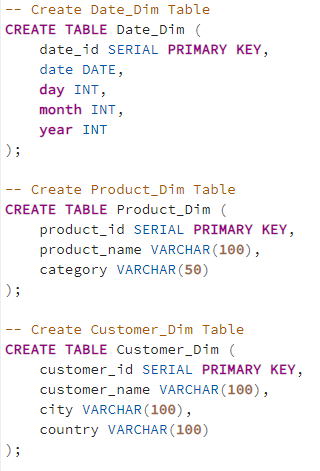 -- Create Date_Dim Table
CREATE TABLE Date_Dim (
    date_id SERIAL PRIMARY KEY,
    date DATE,
    day INT,
    month INT,
    year INT
);

-- Create Product_Dim Table
CREATE TABLE Product_Dim (
    product_id SERIAL PRIMARY KEY,
    product_name VARCHAR(100),
    category VARCHAR(50)
);

-- Create Customer_Dim Table
CREATE TABLE Customer_Dim (
    customer_id SERIAL PRIMARY KEY,
    customer_name VARCHAR(100),
    city VARCHAR(100),
    country VARCHAR(100)
);